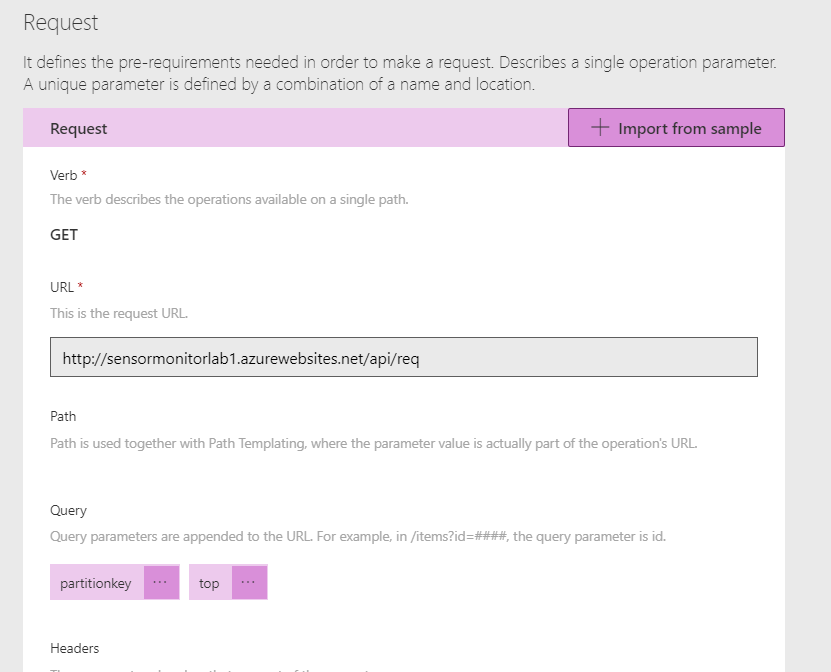 Request
It defines the pre-requirements needed in order to make a request. Describes a single operation parameter.
A unique parameter is defined by a combination of a name and location.
Request
Import from sample
Verb *
The verb describes the operations available on a single path.
GET
URL *
This is the request URL.
http://sensormonitorlab1.azurewebsites.net/api/req
Path
Path is used together with Path Templating, where the parameter value is actually part of the operation's URL.
Query
Query parameters are appended to the URL. For example, in /items?id=####, the query parameter is id.
partitionkey ··· top ···
Headers